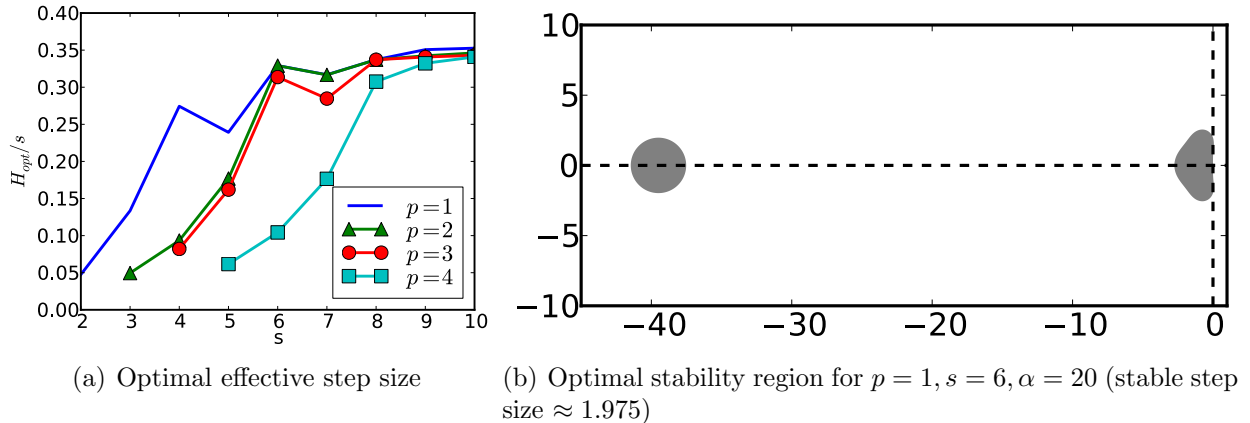 0.40
0.35
0.30
0.25
0.20
0.15
0.10
0.05
0.00
H_{opt}/s
2 3 4 5 6 7 8 9 10
s
p=1
p=2
p=3
p=4
(a) Optimal effective step size
10
5
0
−5
−10
−40 −30 −20 −10 0
(b) Optimal stability region for p = 1, s = 6, α = 20 (stable step
size ≈ 1.975)